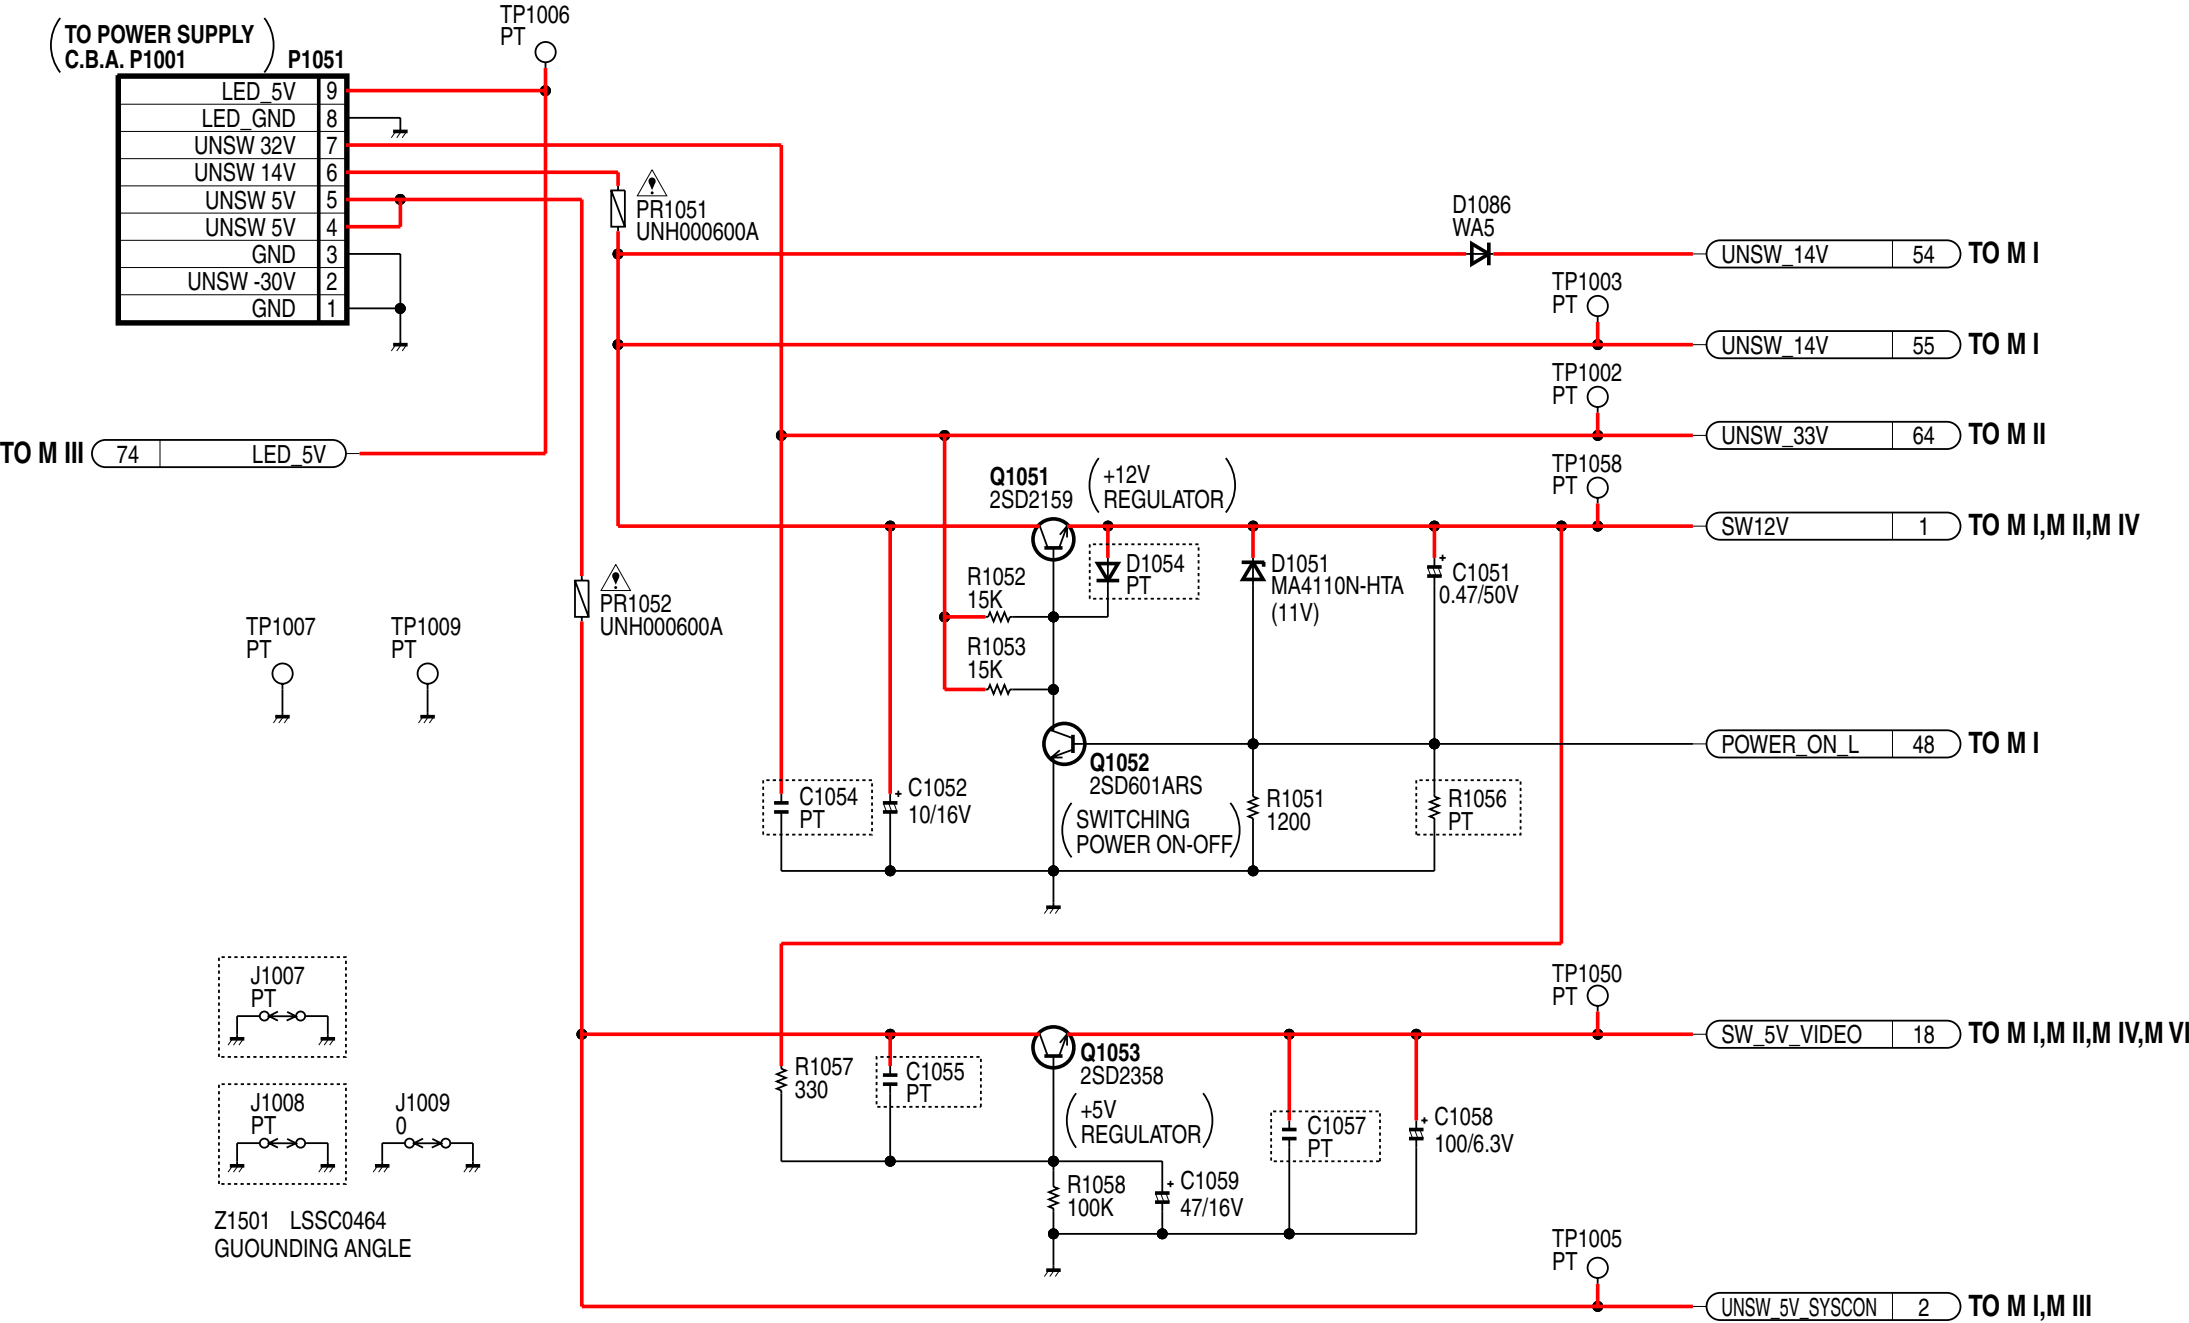 TP1006
PT
TO POWER SUPPLY
C.B.A. P1001
P1051
LED_5V 9
LED_GND 8
UNSW 32V 7
UNSW 14V 6
UNSW 5V 5
UNSW 5V 4
GND 3
UNSW -30V 2
GND 1
PR1051
UNH000600A
D1086
WA5
UNSW_14V 54 TO M I
TP1003
PT
UNSW_14V 55 TO M I
TP1002
PT
UNSW_33V 64 TO M II
TO M III 74 LED_5V
TP1058
PT
Q1051
2SD2159
+12V
REGULATOR
SW12V 1 TO M I,M II,M IV
D1054
PT
D1051
MA4110N-HTA
(11V)
+
C1051
0.47/50V
R1052
15K
R1053
15K
PR1052
UNH000600A
TP1007
PT
TP1009
PT
POWER_ON_L 48 TO M I
Q1052
2SD601ARS
SWITCHING
POWER ON-OFF
C1054
PT
+
C1052
10/16V
R1051
1200
R1056
PT
J1007
PT
TP1050
PT
SW_5V_VIDEO 18 TO M I,M II,M IV,M VI
Q1053
2SD2358
+5V
REGULATOR
R1057
330
C1055
PT
C1057
PT
+
C1058
100/6.3V
J1008
PT
J1009
0
R1058
100K
+
C1059
47/16V
Z1501 LSSC0464
GUOUNDING ANGLE
TP1005
PT
UNSW_5V_SYSCON 2 TO M I,M III